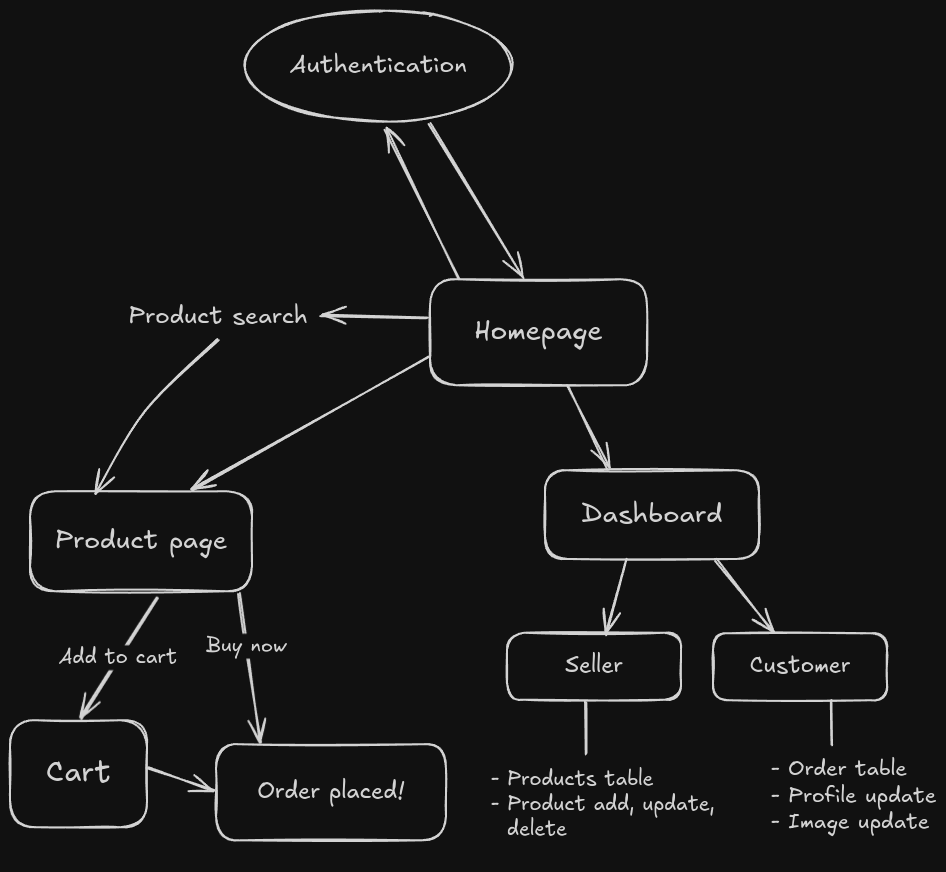 Authentication
Product search
Homepage
Product page
Dashboard
Add to cart
Buy now
Seller
Customer
Cart
Order placed!
- Products table
- Product add, update,
delete
- Order table
- Profile update
- Image update